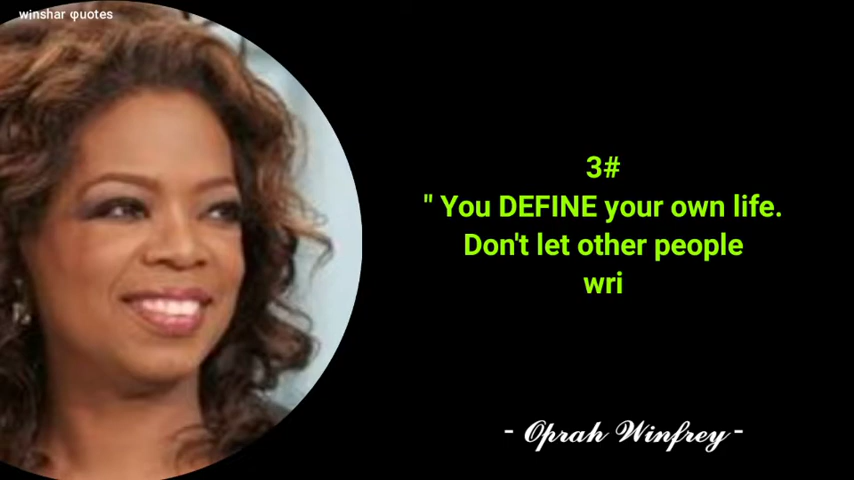 winshar quotes
3#
" You DEFINE your own life.
Don't let other people
wri
- Oprah Winfrey -